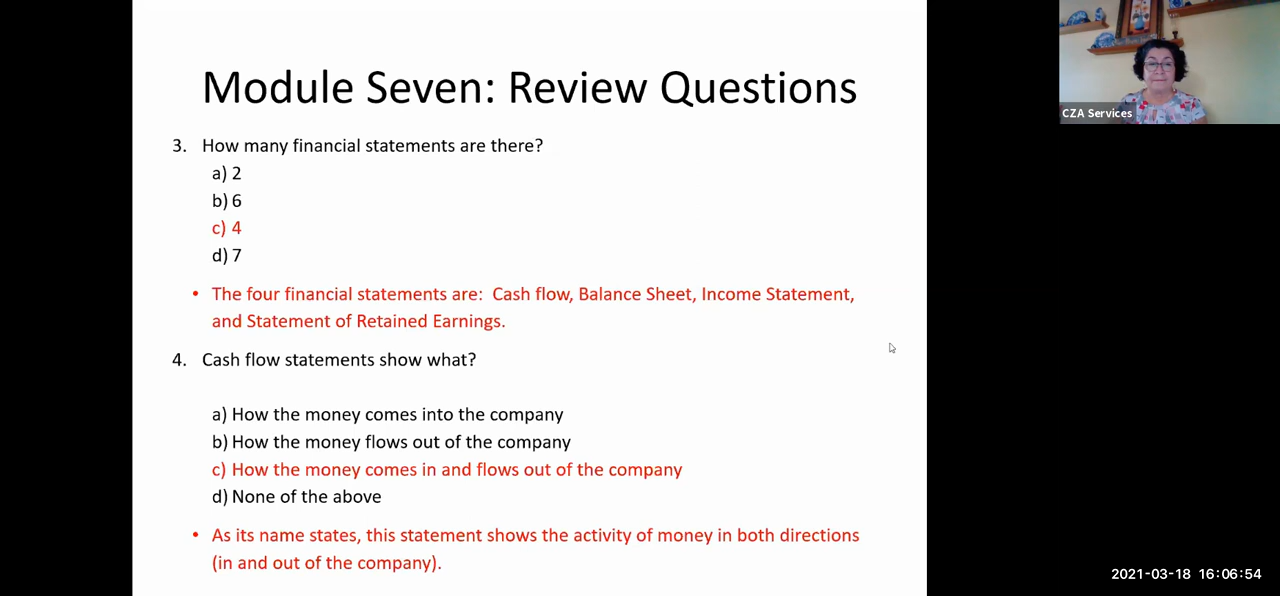 Module Seven: Review Questions
3. How many financial statements are there?
a) 2
b) 6
c) 4
d) 7
• The four financial statements are: Cash flow, Balance Sheet, Income Statement,
and Statement of Retained Earnings.
4. Cash flow statements show what?
a) How the money comes into the company
b) How the money flows out of the company
c) How the money comes in and flows out of the company
d) None of the above
• As its name states, this statement shows the activity of money in both directions
(in and out of the company).
CZA Services
2021-03-18 16:06:54